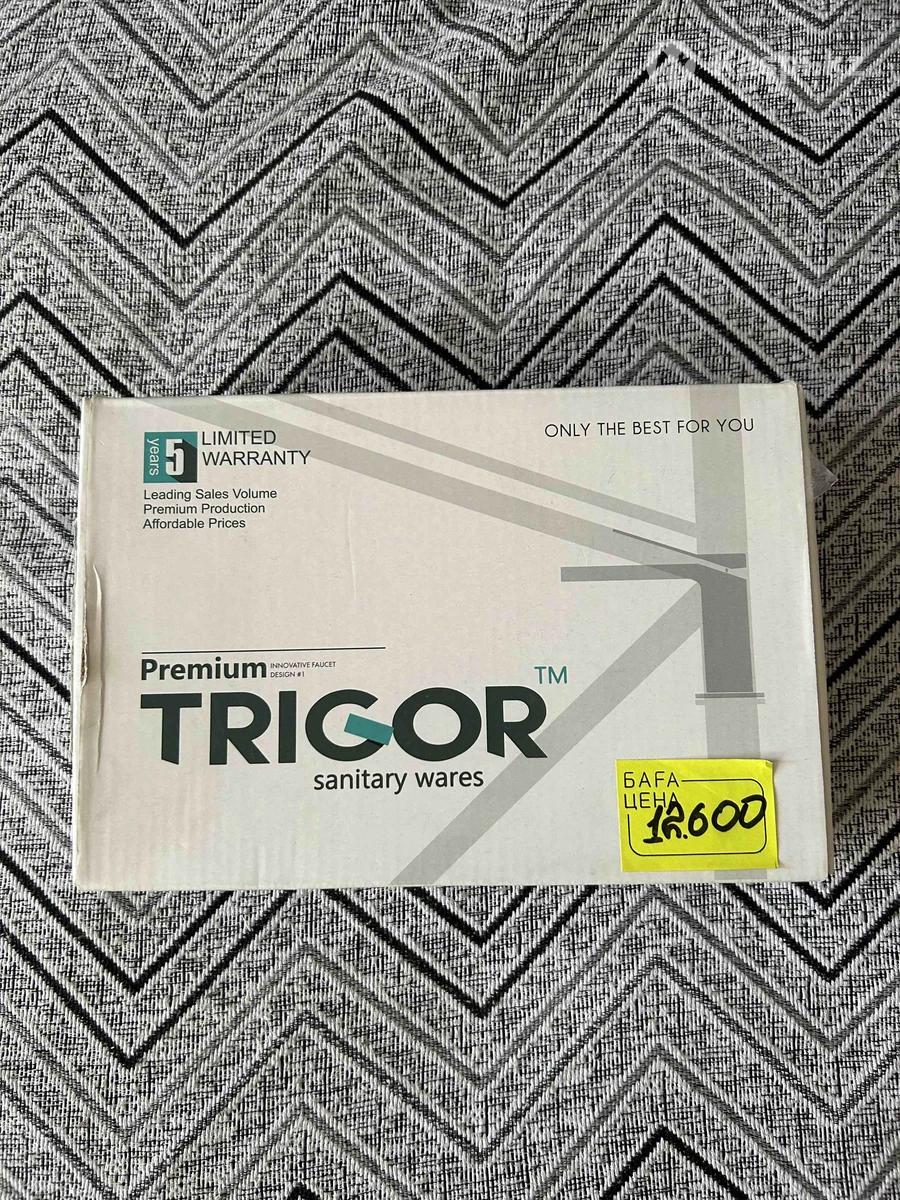 years 5 LIMITED
WARRANTY
Leading Sales Volume
Premium Production
Affordable Prices
ONLY THE BEST FOR YOU
Premium INNOVATIVE FAUCET
DESIGN #1
TRIGOR TM
sanitary wares
БАҒА
ЦЕНА
12.600